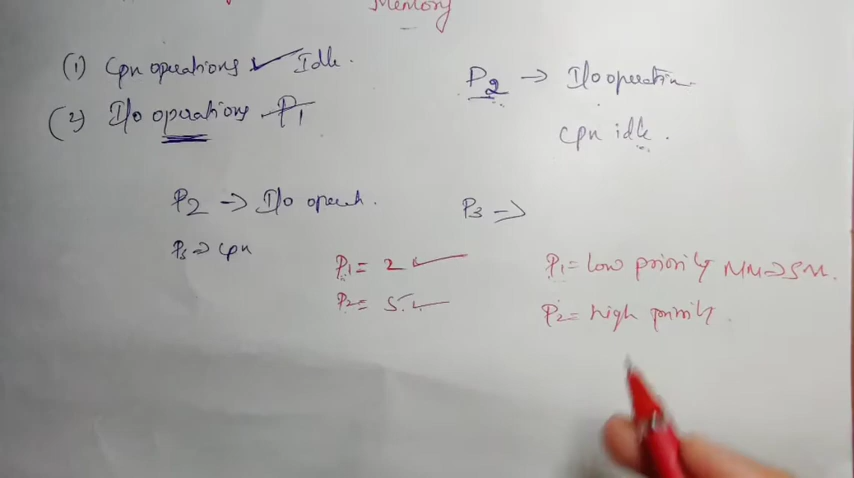 Memory
(1) Cpu operations ✓ Idle.
(2) I/o operations P1
P2 → I/o operation.
cpu idle.
P2 → I/o operat.
P3 →
P3 → cpu
P1 = 2 ✓
P1 = low priority MM → SM.
P2 = 5 ✓
P2 = high priority.